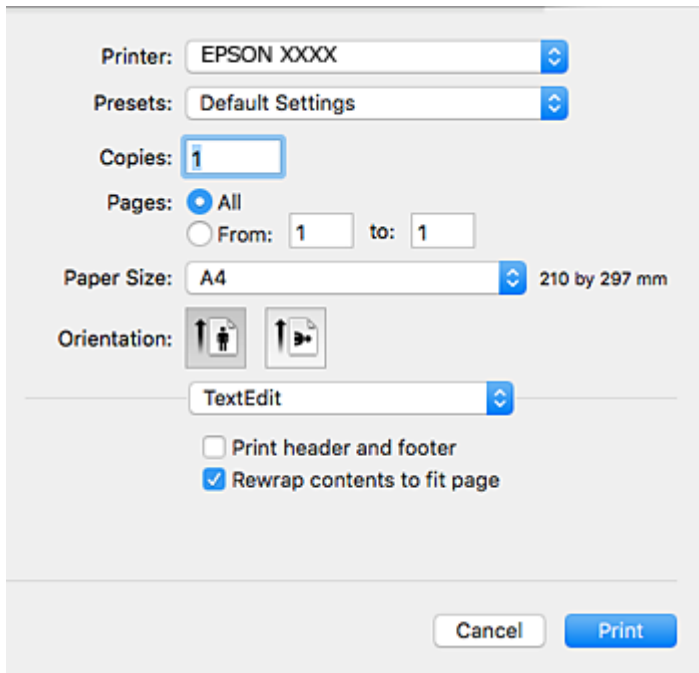 Printer: EPSON XXXX
Presets: Default Settings
Copies: 1
Pages: All
From: 1 to: 1
Paper Size: A4 210 by 297 mm
Orientation:
TextEdit
Print header and footer
Rewrap contents to fit page
Cancel Print